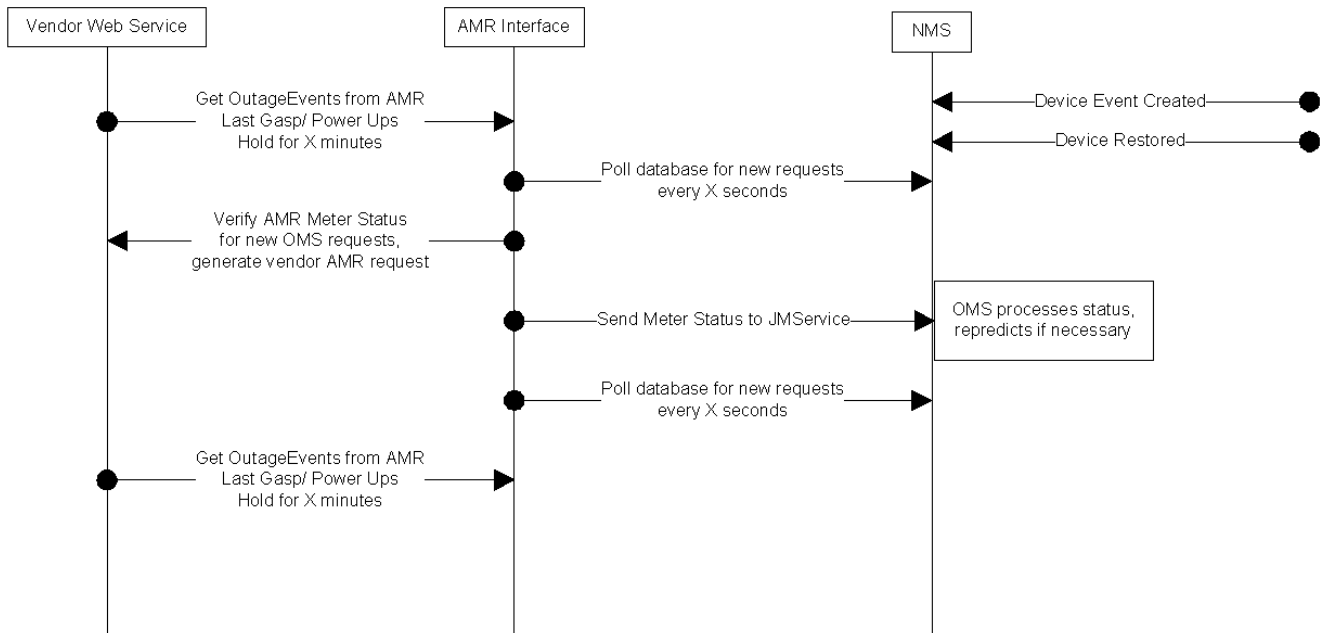 Vendor Web Service
AMR Interface
NMS
Get OutageEvents from AMR
Last Gasp/ Power Ups
Hold for X minutes
Device Event Created
Device Restored
Poll database for new requests
every X seconds
Verify AMR Meter Status
for new OMS requests,
generate vendor AMR request
Send Meter Status to JMService
OMS processes status,
repredicts if necessary
Poll database for new requests
every X seconds
Get OutageEvents from AMR
Last Gasp/ Power Ups
Hold for X minutes